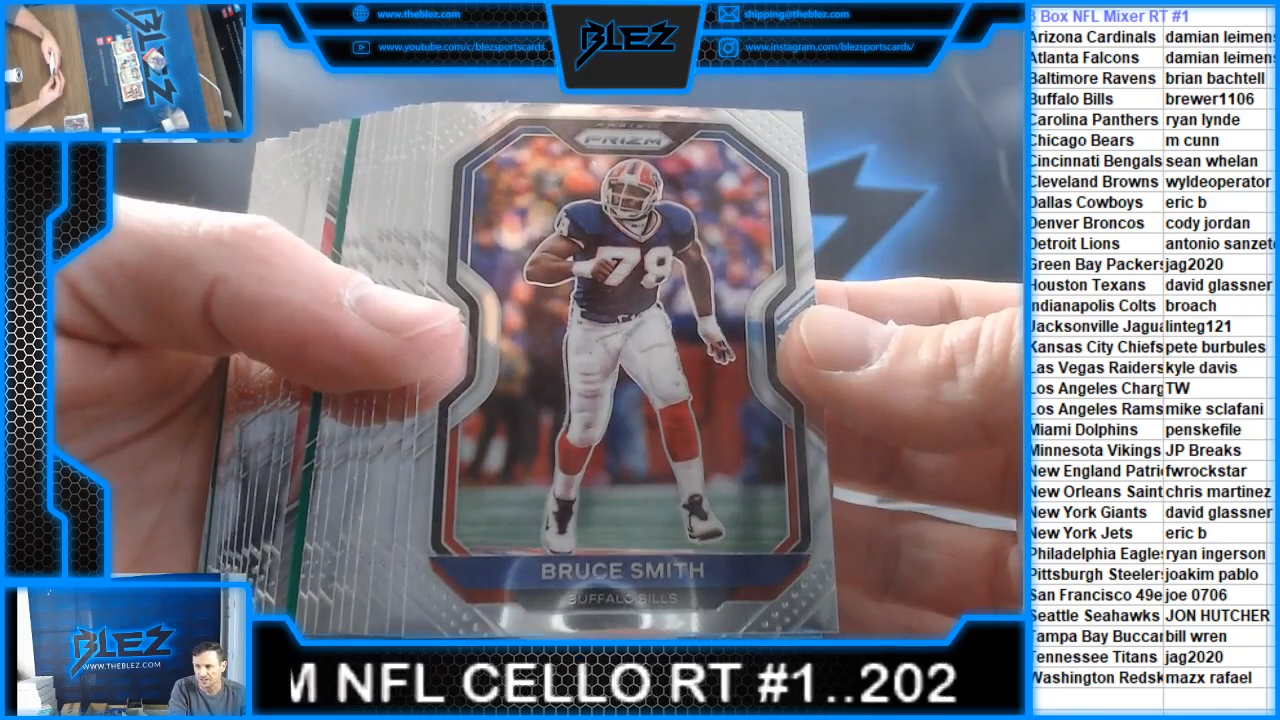 www.theblez.com
www.youtube.com/c/blezsportscards
BLEZ
shipping@theblez.com
www.instagram.com/blezsportscards/
BLEZ
PANINI
PRIZM
78
BRUCE SMITH
BUFFALO BILLS
BLEZ
WWW.THEBLEZ.COM
M NFL CELLO RT #1..202
3 Box NFL Mixer RT #1
Arizona Cardinals damian leimens
Atlanta Falcons damian leimens
Baltimore Ravens brian bachtell
Buffalo Bills brewer1106
Carolina Panthers ryan lynde
Chicago Bears m cunn
Cincinnati Bengals sean whelan
Cleveland Browns wyldeoperator
Dallas Cowboys eric b
Denver Broncos cody jordan
Detroit Lions antonio sanzet
Green Bay Packers jag2020
Houston Texans david glassner
Indianapolis Colts broach
Jacksonville Jagua linteg121
Kansas City Chiefs pete burbules
Las Vegas Raiders kyle davis
Los Angeles Charg TW
Los Angeles Rams mike sclafani
Miami Dolphins penskefile
Minnesota Vikings JP Breaks
New England Patri fwrockstar
New Orleans Saint chris martinez
New York Giants david glassner
New York Jets eric b
Philadelphia Eagle ryan ingerson
Pittsburgh Steeler joakim pablo
San Francisco 49e joe 0706
Seattle Seahawks JON HUTCHER
Tampa Bay Buccar bill wren
Tennessee Titans jag2020
Washington Redsk mazx rafael